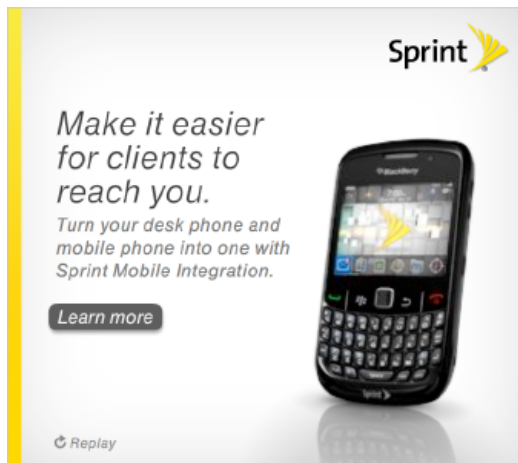 Sprint
Make it easier
for clients to
reach you.
Turn your desk phone and
mobile phone into one with
Sprint Mobile Integration.
BlackBerry
Learn more
Sprint
Replay